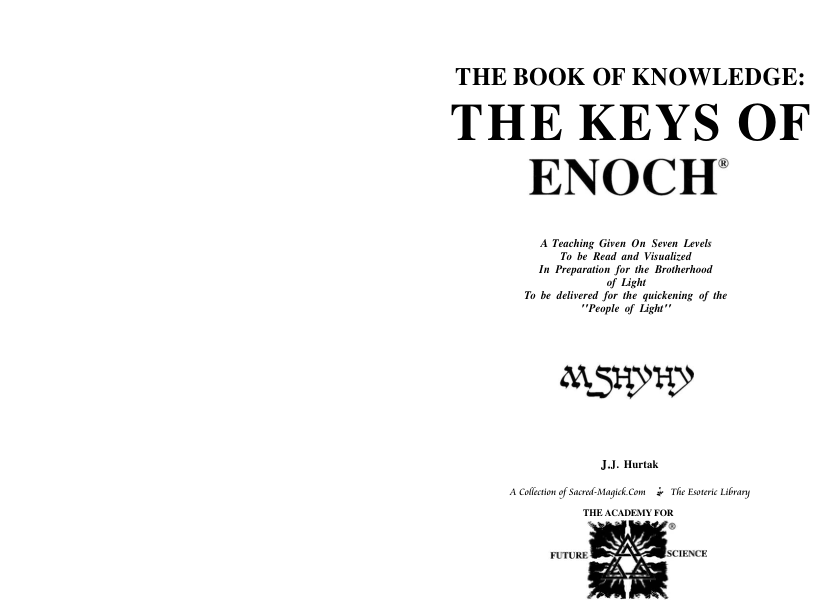 THE BOOK OF KNOWLEDGE:
THE KEYS OF
ENOCH®
A Teaching Given On Seven Levels
To be Read and Visualized
In Preparation for the Brotherhood
of Light
To be delivered for the quickening of the
"People of Light"
MSHYHY
J.J. Hurtak
A Collection of Sacred-Magick.Com The Esoteric Library
THE ACADEMY FOR
®
FUTURE SCIENCE